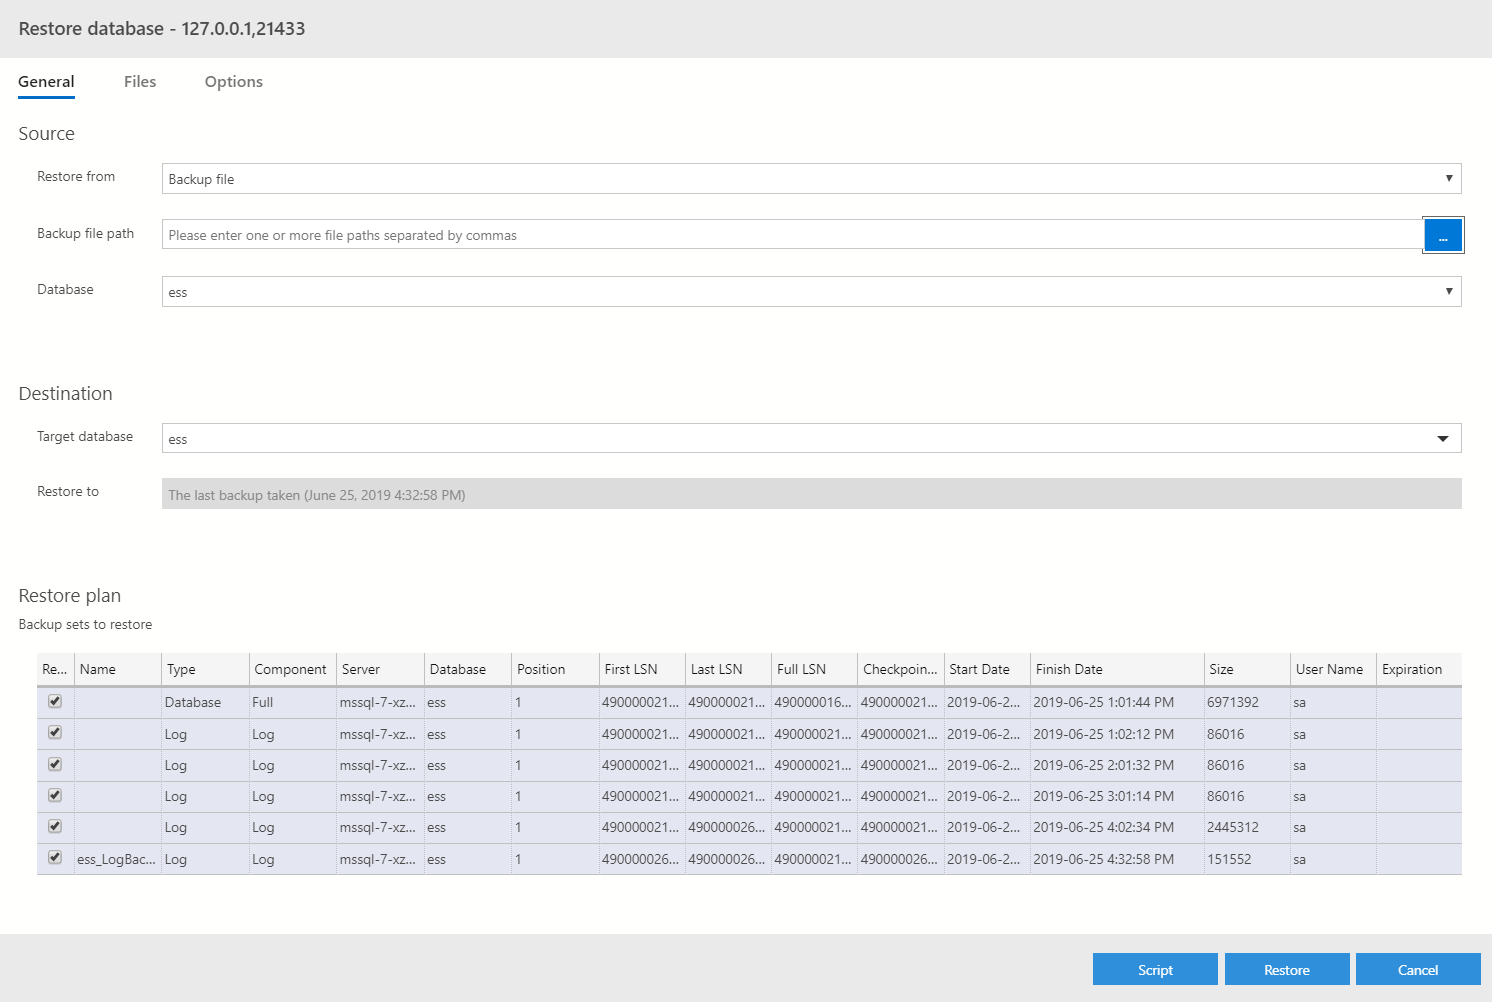 Restore database - 127.0.0.1,21433
General Files Options
Source
Restore from Backup file
Backup file path Please enter one or more file paths separated by commas ...
Database ess
Destination
Target database ess
Restore to The last backup taken (June 25, 2019 4:32:58 PM)
Restore plan
Backup sets to restore
Re... Name Type Component Server Database Position First LSN Last LSN Full LSN Checkpoin... Start Date Finish Date Size User Name Expiration
Database Full mssql-7-xz... ess 1 490000021... 490000021... 490000016... 490000021... 2019-06-2... 2019-06-25 1:01:44 PM 6971392 sa
Log Log mssql-7-xz... ess 1 490000021... 490000021... 490000021... 490000021... 2019-06-2... 2019-06-25 1:02:12 PM 86016 sa
Log Log mssql-7-xz... ess 1 490000021... 490000021... 490000021... 490000021... 2019-06-2... 2019-06-25 2:01:32 PM 86016 sa
Log Log mssql-7-xz... ess 1 490000021... 490000021... 490000021... 490000021... 2019-06-2... 2019-06-25 3:01:14 PM 86016 sa
Log Log mssql-7-xz... ess 1 490000021... 490000026... 490000021... 490000021... 2019-06-2... 2019-06-25 4:02:34 PM 2445312 sa
ess_LogBac... Log Log mssql-7-xz... ess 1 490000026... 490000026... 490000021... 490000026... 2019-06-2... 2019-06-25 4:32:58 PM 151552 sa
Script Restore Cancel